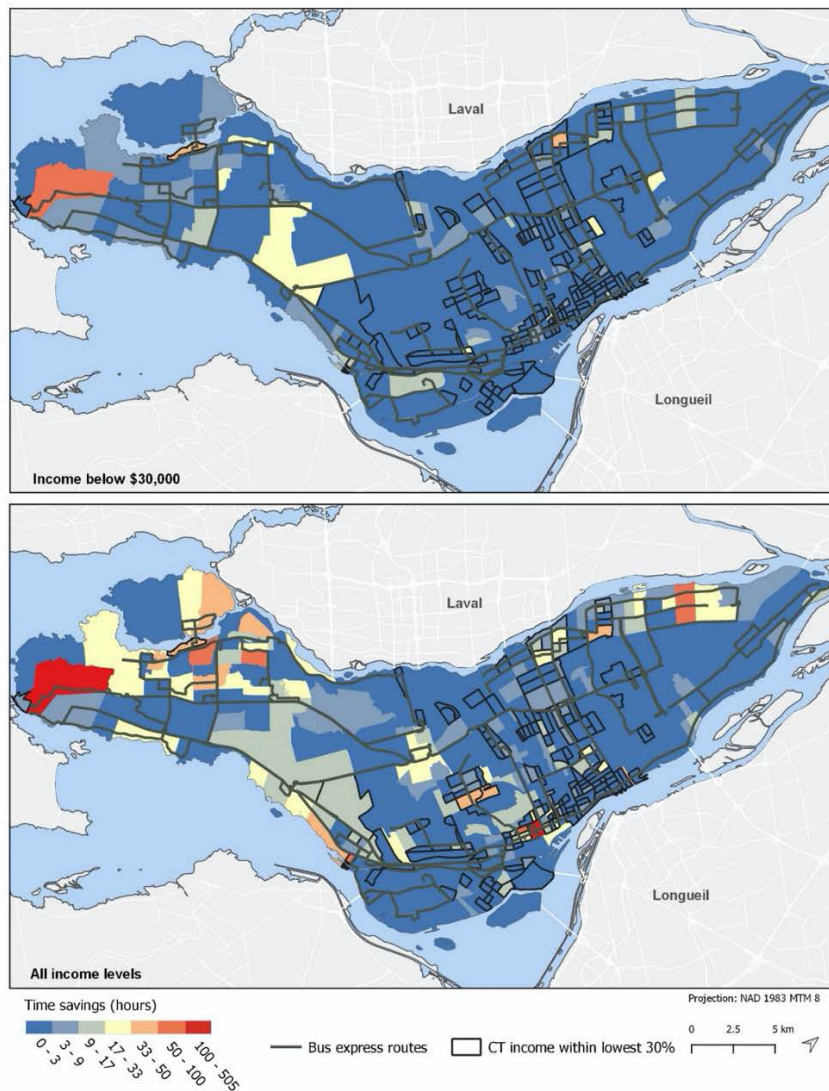 Laval
Longueil
Income below $30,000
Laval
Longueil
All income levels
Time savings (hours)
0 - 3
3 - 9
9 - 17
17 - 33
33 - 50
50 - 100
100 - 505
Bus express routes
CT income within lowest 30%
Projection: NAD 1983 MTM 8
0 2.5 5 km